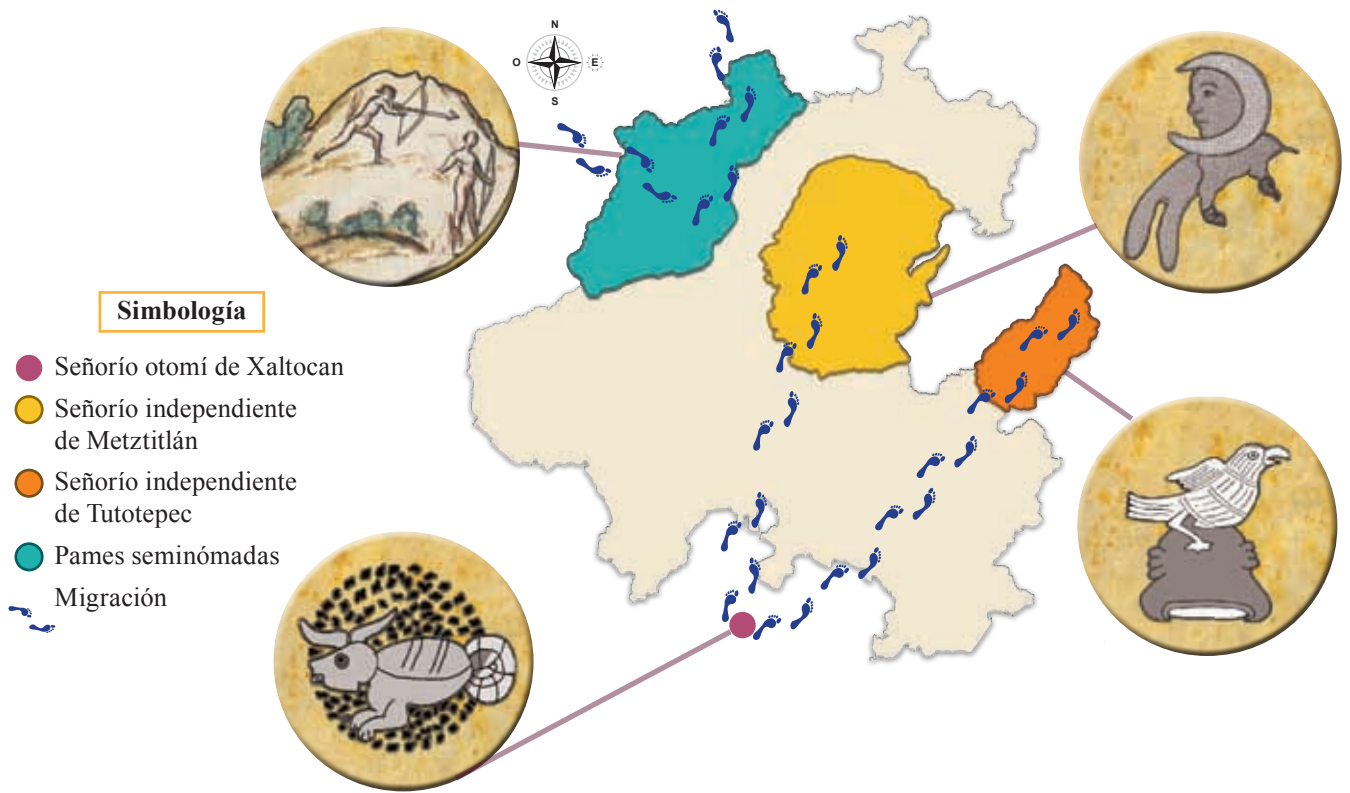 N
O
E
S
Simbología
Señorío otomí de Xaltocan
Señorío independiente
de Metztitlán
Señorío independiente
de Tutotepec
Pames seminómadas
Migración